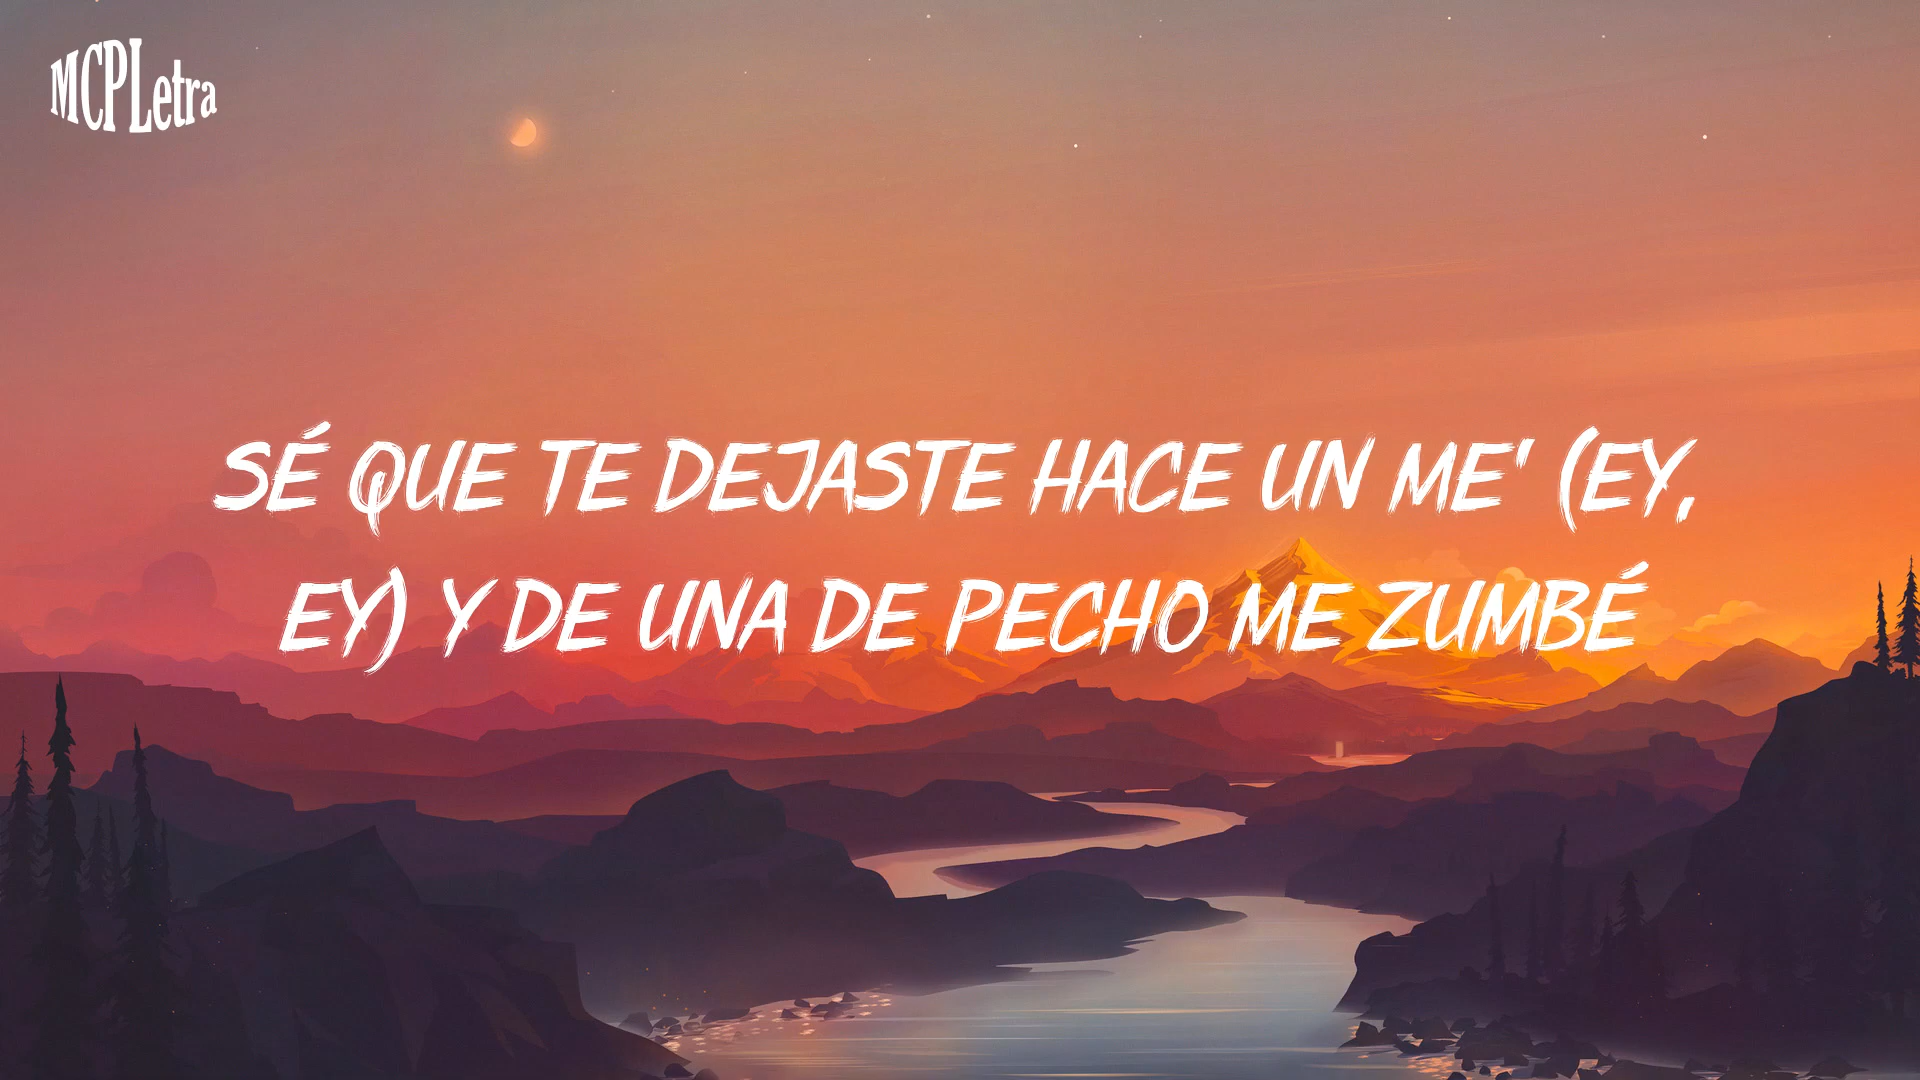 MCPLetra
SÉ QUE TE DEJASTE HACE UN ME' (EY,
EY) Y DE UNA DE PECHO ME ZUMBÉ